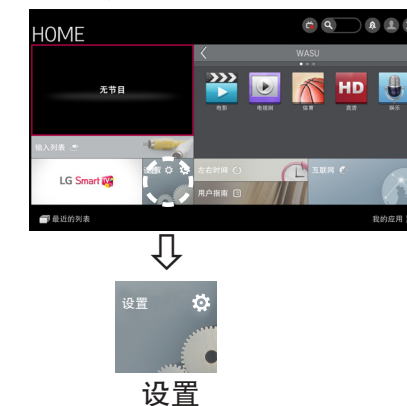 HOME
WASU
无节目
HD
电影 电视剧 体育 高清 娱乐
输入列表
LG Smart TV
设置
左右时间
互联网
用户指南
最近的列表
我的应用
设置
设置